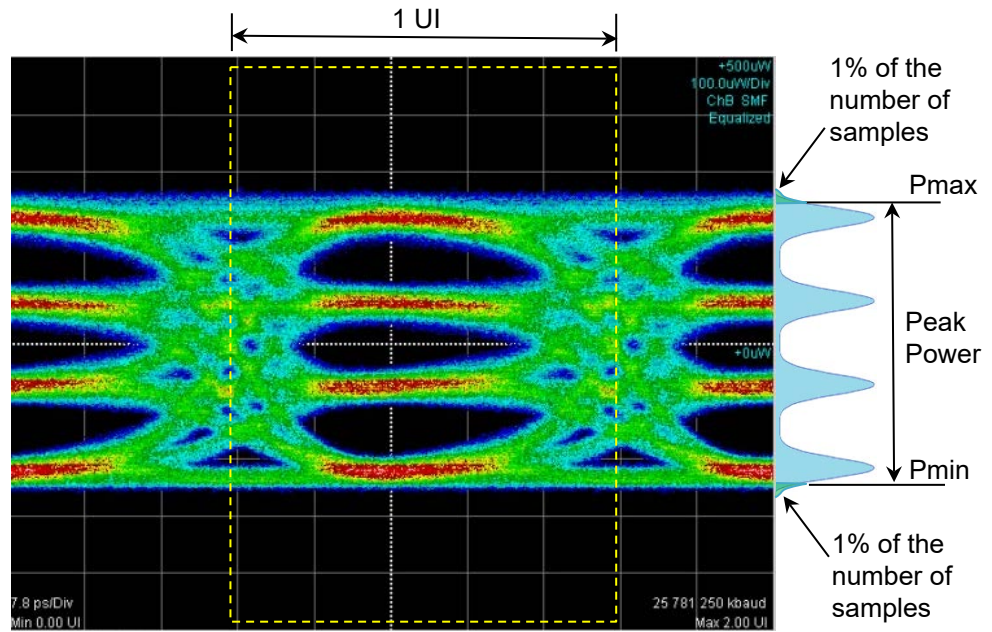 1 UI
+500uW
100.0uW/Div
ChB SMF
Equalized
1% of the
number of
samples
Pmax
Peak
Power
+0uW
Pmin
1% of the
number of
samples
7.8 ps/Div
Min 0.00 UI
25 781 250 kbaud
Max 2.00 UI